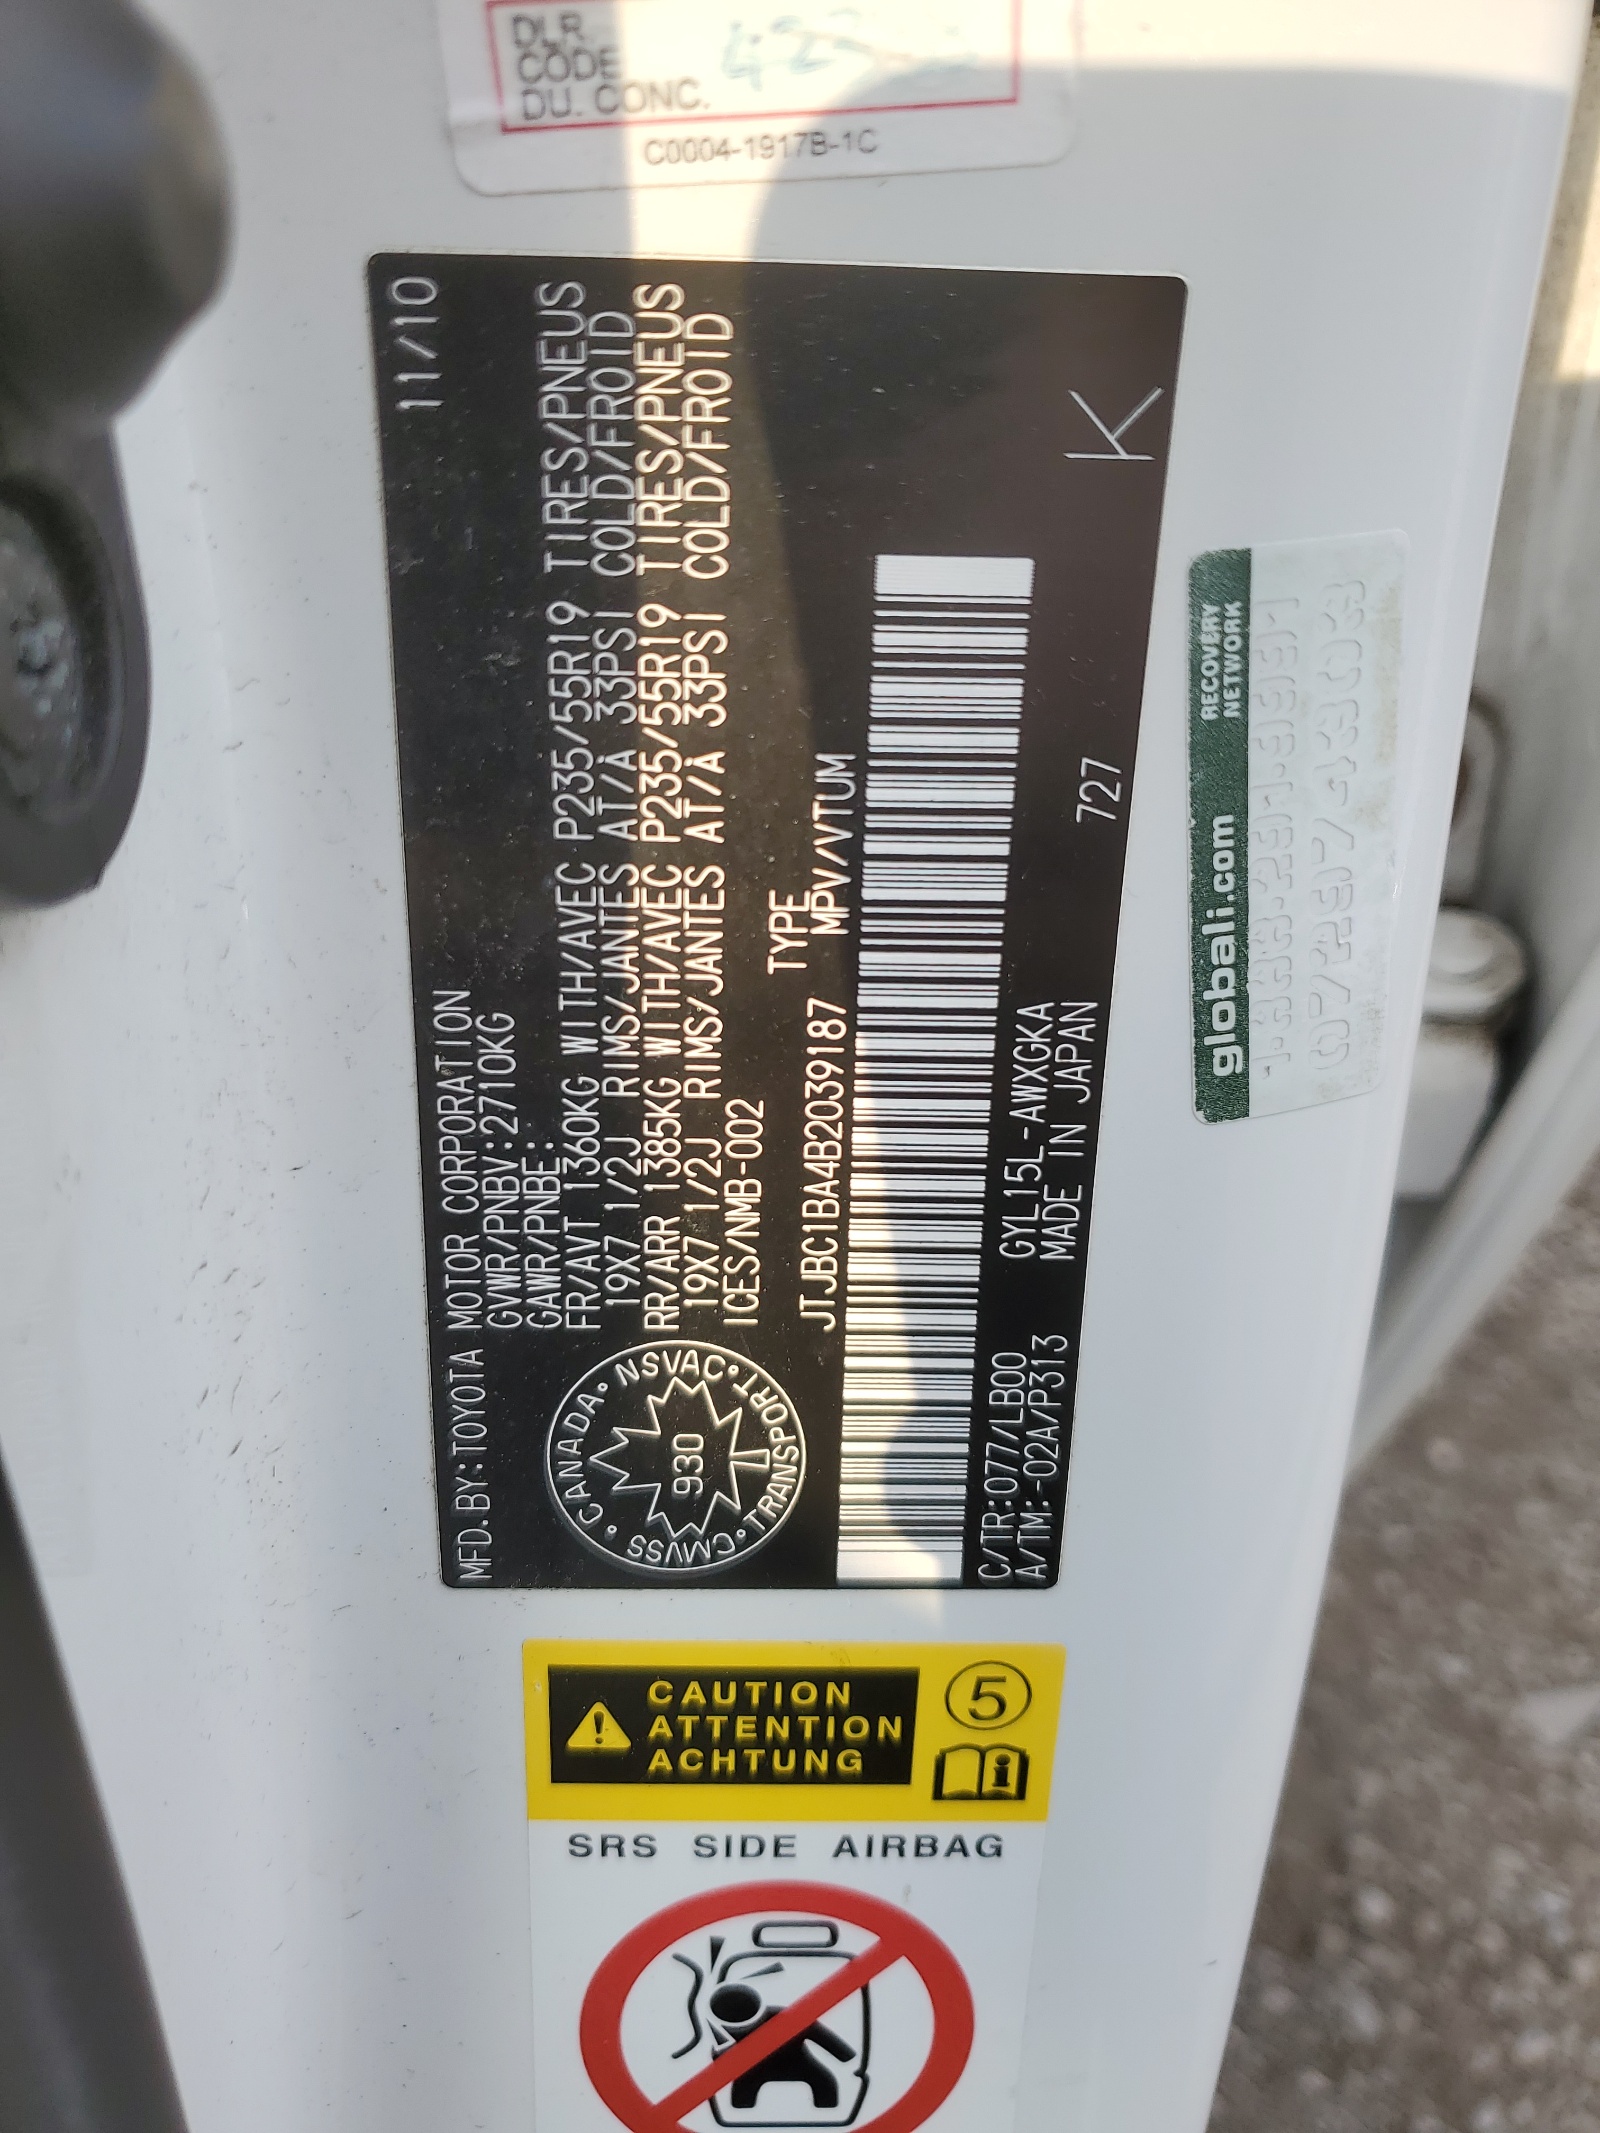 DLR
CODE
DU. CONC.
C0004-1917B-1C
MFD.BY:TOYOTA MOTOR CORPORATION 11/10
GVWR/PNBV:2710KG
GAWR/PNBE:
FR/AVT 1360KG WITH/AVEC P235/55R19 TIRES/PNEUS
19X7 1/2J RIMS/JANTES AT/À 33PSI COLD/FROID
RR/ARR 1385KG WITH/AVEC P235/55R19 TIRES/PNEUS
19X7 1/2J RIMS/JANTES AT/À 33PSI COLD/FROID
ICES/NMB-002
TYPE
JTJBC1BA4B2039187 MPV/VTUM
CANADA • NSVAC • TRANSPORT • CMVSS •
930
C/TR:077/LB00 GYL15L-AWXGKA 727 K
A/TM:-02A/P313 MADE IN JAPAN
globali.com RECOVERY
NETWORK
CAUTION
ATTENTION
ACHTUNG
5
i
SRS SIDE AIRBAG